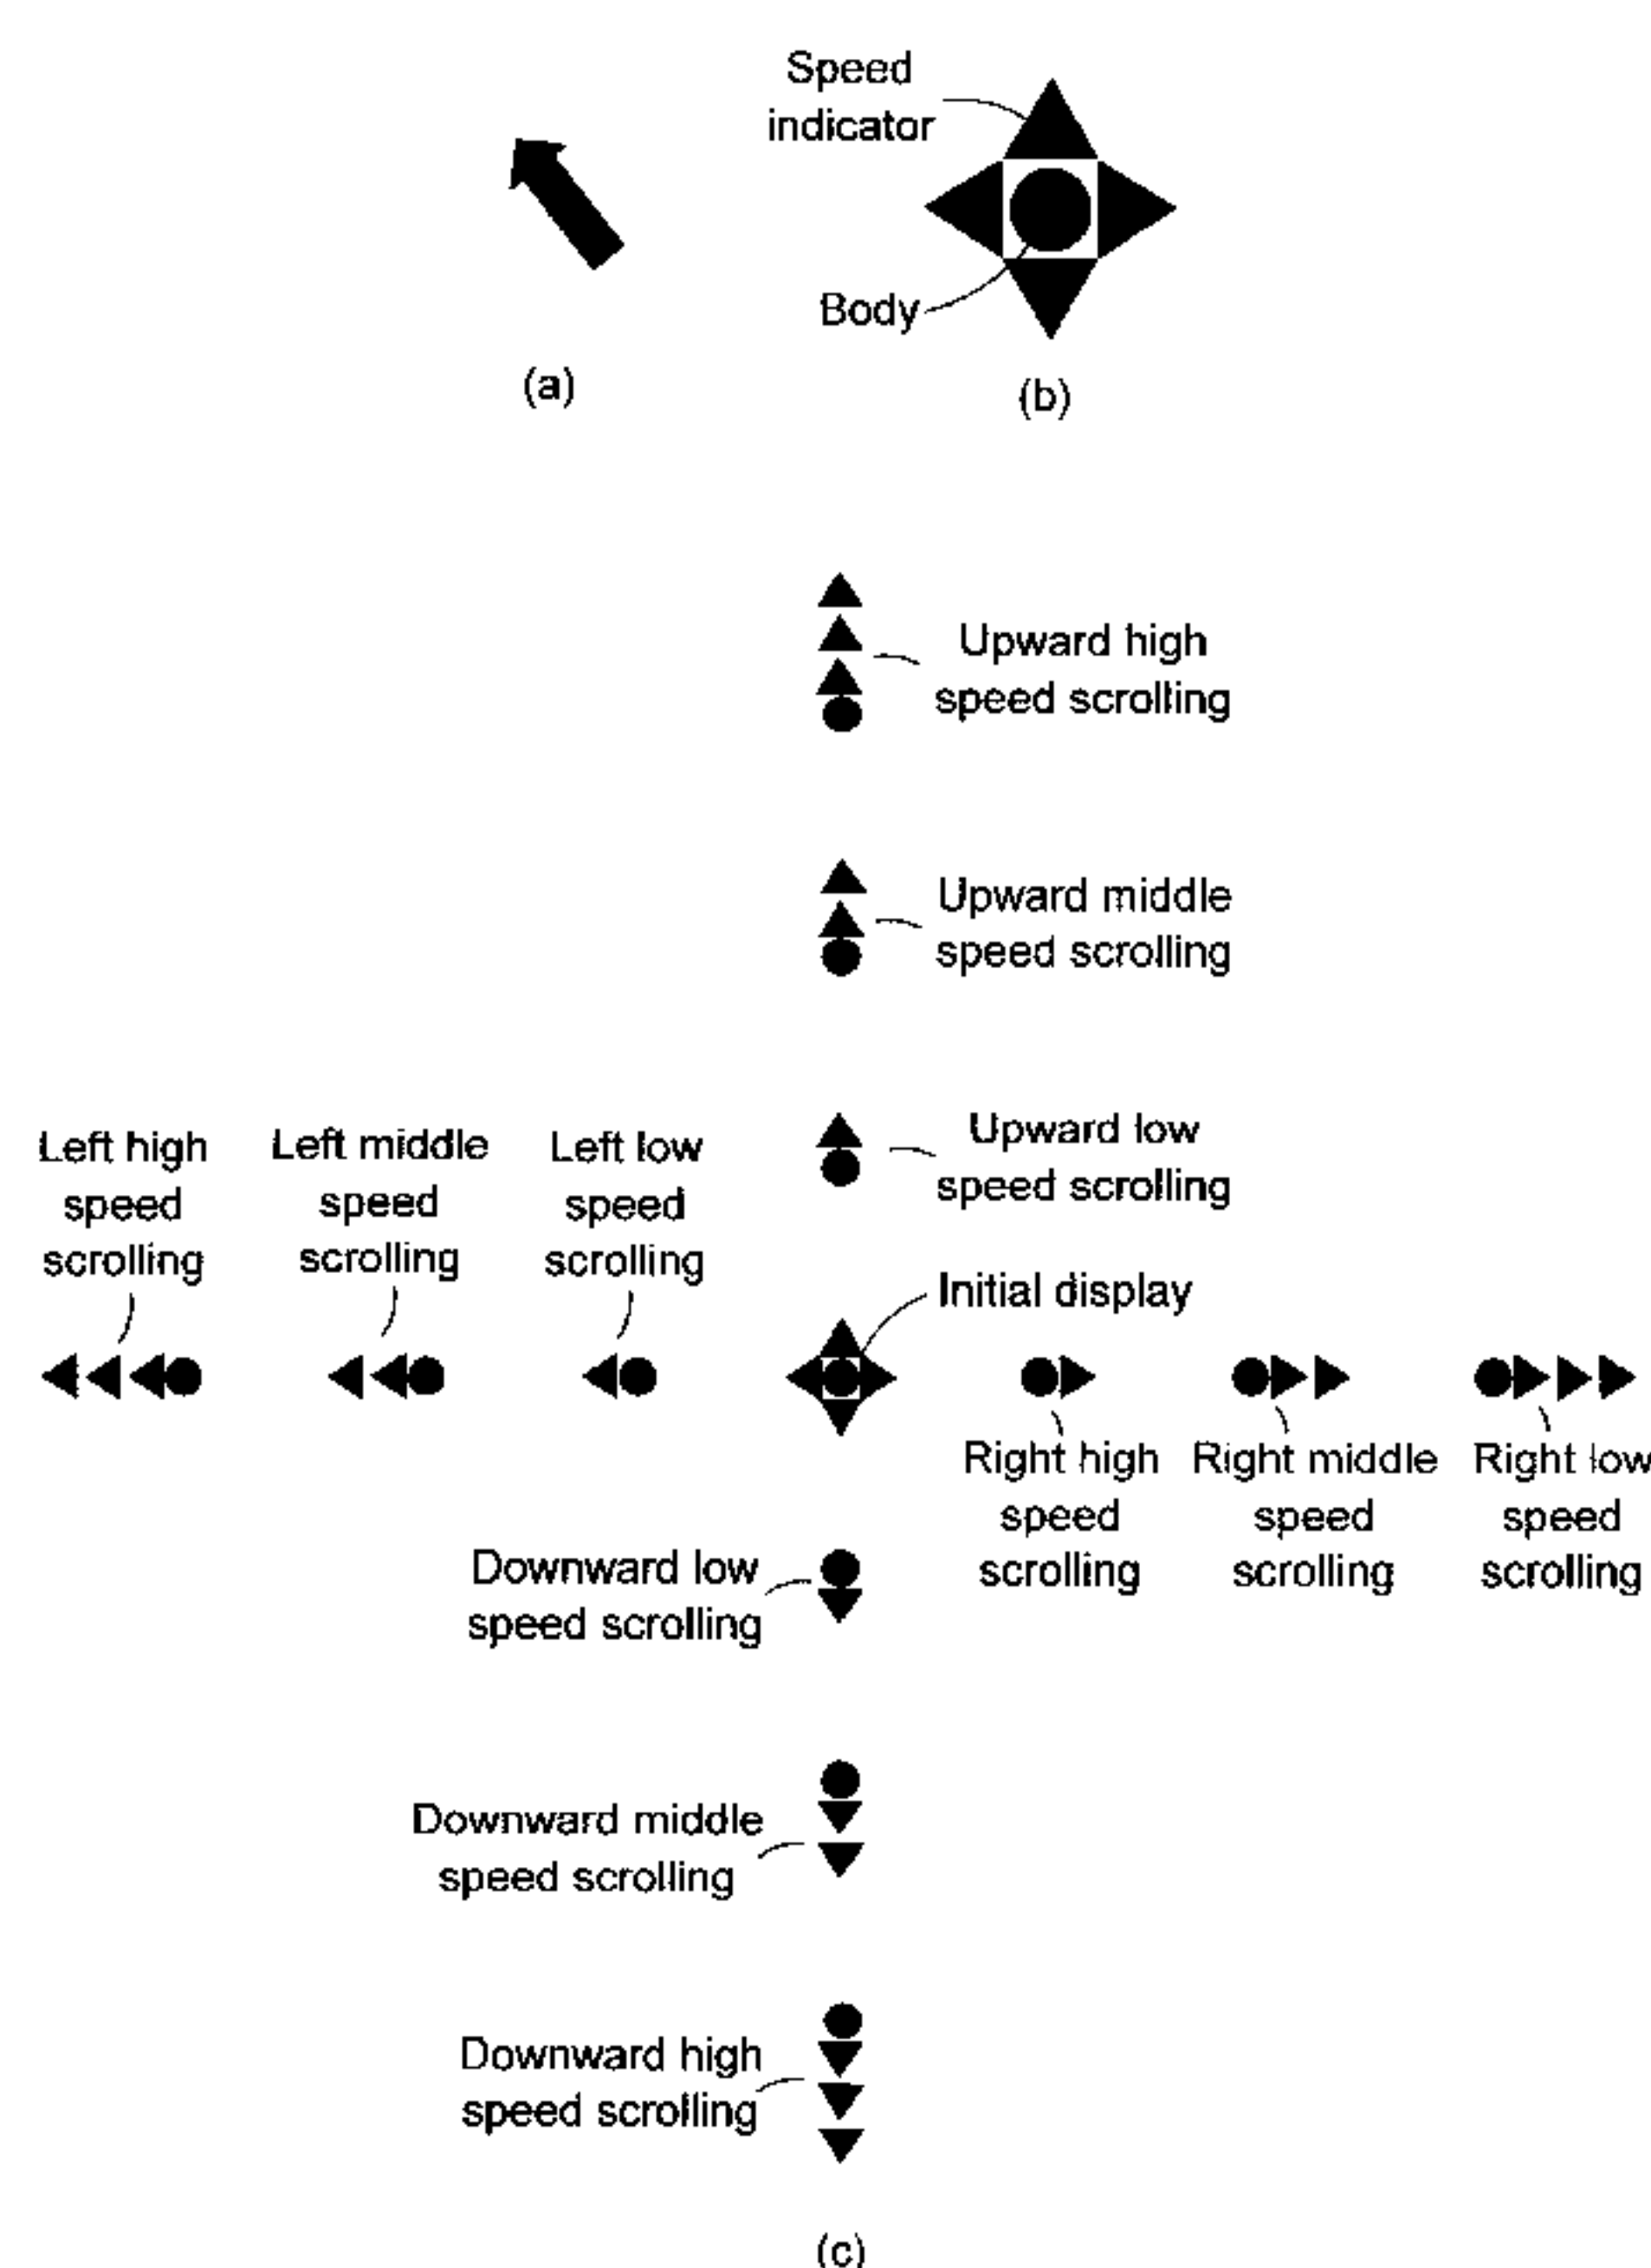 Speed
indicator
Body
(a)
(b)
Upward high
speed scrolling
Upward middle
speed scrolling
Upward low
speed scrolling
Left high
speed
scrolling
Left middle
speed
scrolling
Left low
speed
scrolling
Initial display
Right high
speed
scrolling
Right middle
speed
scrolling
Right low
speed
scrolling
Downward low
speed scrolling
Downward middle
speed scrolling
Downward high
speed scrolling
(c)